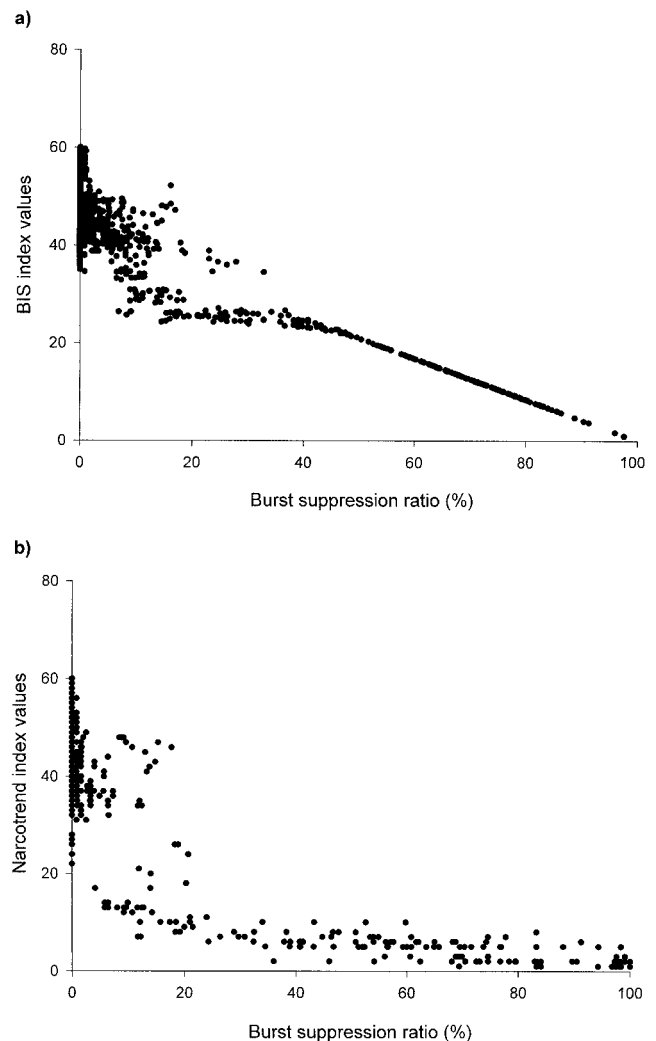 a)
80
60
40
20
0
BIS index values
0 20 40 60 80 100
Burst suppression ratio (%)
b)
80
60
40
20
0
Narcotrend index values
0 20 40 60 80 100
Burst suppression ratio (%)